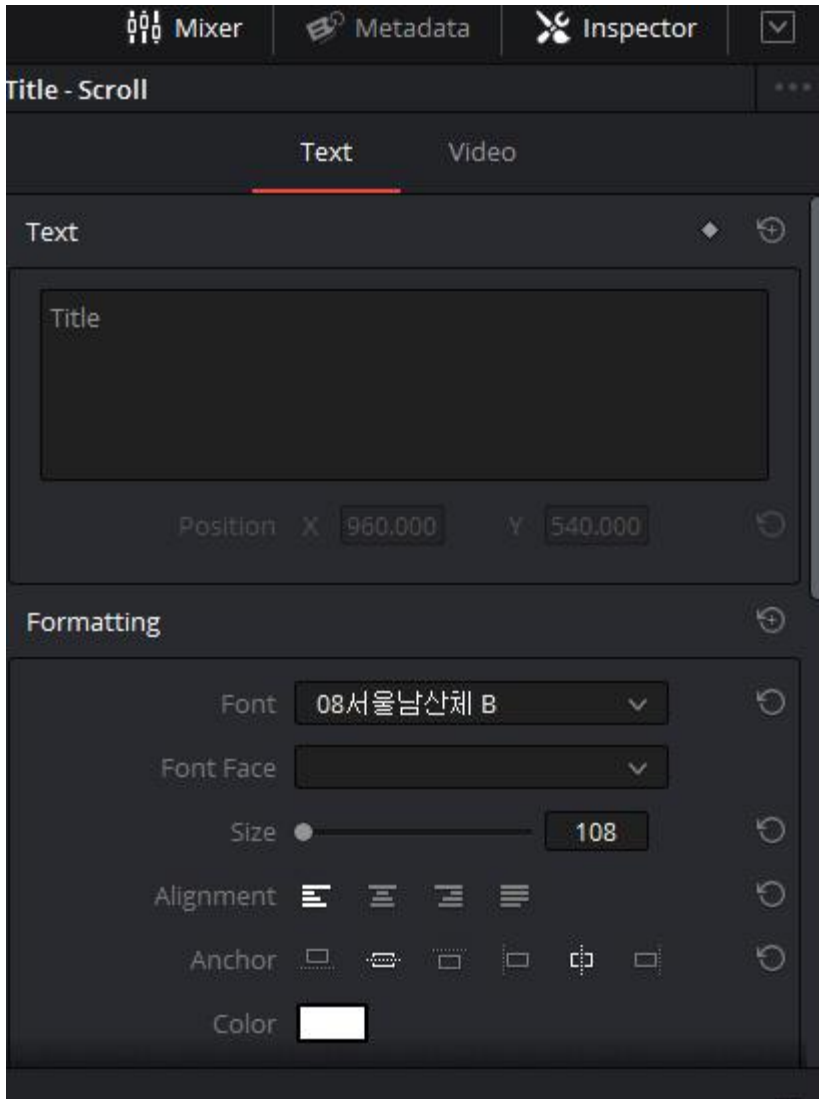 Mixer Metadata Inspector
Title - Scroll
Text Video
Text
Title
Position X 960.000 Y 540.000
Formatting
Font 08서울남산체 B
Font Face
Size 108
Alignment
Anchor
Color